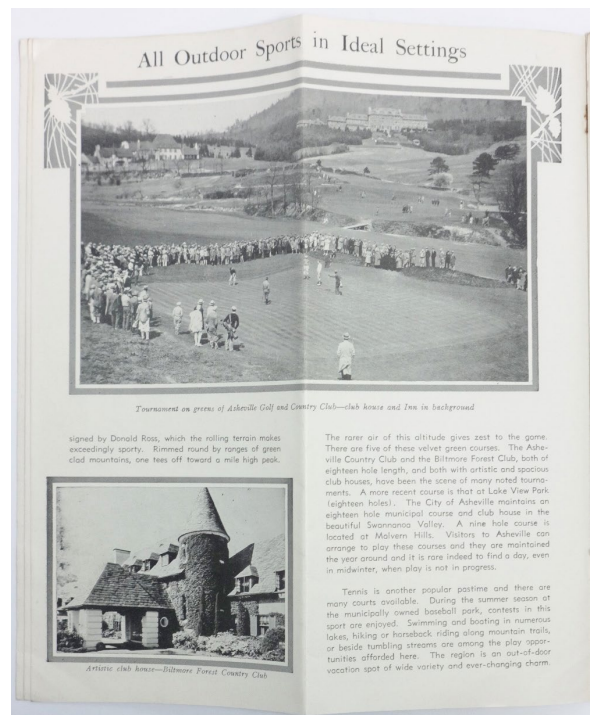 All Outdoor Sports in Ideal Settings
Tournament on greens of Asheville Golf and Country Club—club house and Inn in background
signed by Donald Ross, which the rolling terrain makes
exceedingly sporty. Rimmed round by ranges of green
clad mountains, one tees off toward a mile high peak.
Artistic club house—Biltmore Forest Country Club
The rarer air of this altitude gives zest to the game.
There are five of these velvet green courses. The Ashe-
ville Country Club and the Biltmore Forest Club, both of
eighteen hole length, and both with artistic and spacious
club houses, have been the scene of many noted tourna-
ments. A more recent course is that at Lake View Park
(eighteen holes). The City of Asheville maintains an
eighteen hole municipal course and club house in the
beautiful Swannanoa Valley. A nine hole course is
located at Malvern Hills. Visitors to Asheville can
arrange to play these courses and they are maintained
the year around and it is rare indeed to find a day, even
in midwinter, when play is not in progress.
Tennis is another popular pastime and there are
many courts available. During the summer season at
the municipally owned baseball park, contests in this
sport are enjoyed. Swimming and boating in numerous
lakes, hiking or horseback riding along mountain trails,
or beside tumbling streams are among the play oppor-
tunities afforded here. The region is an out-of-door
vacation spot of wide variety and ever-changing charm.